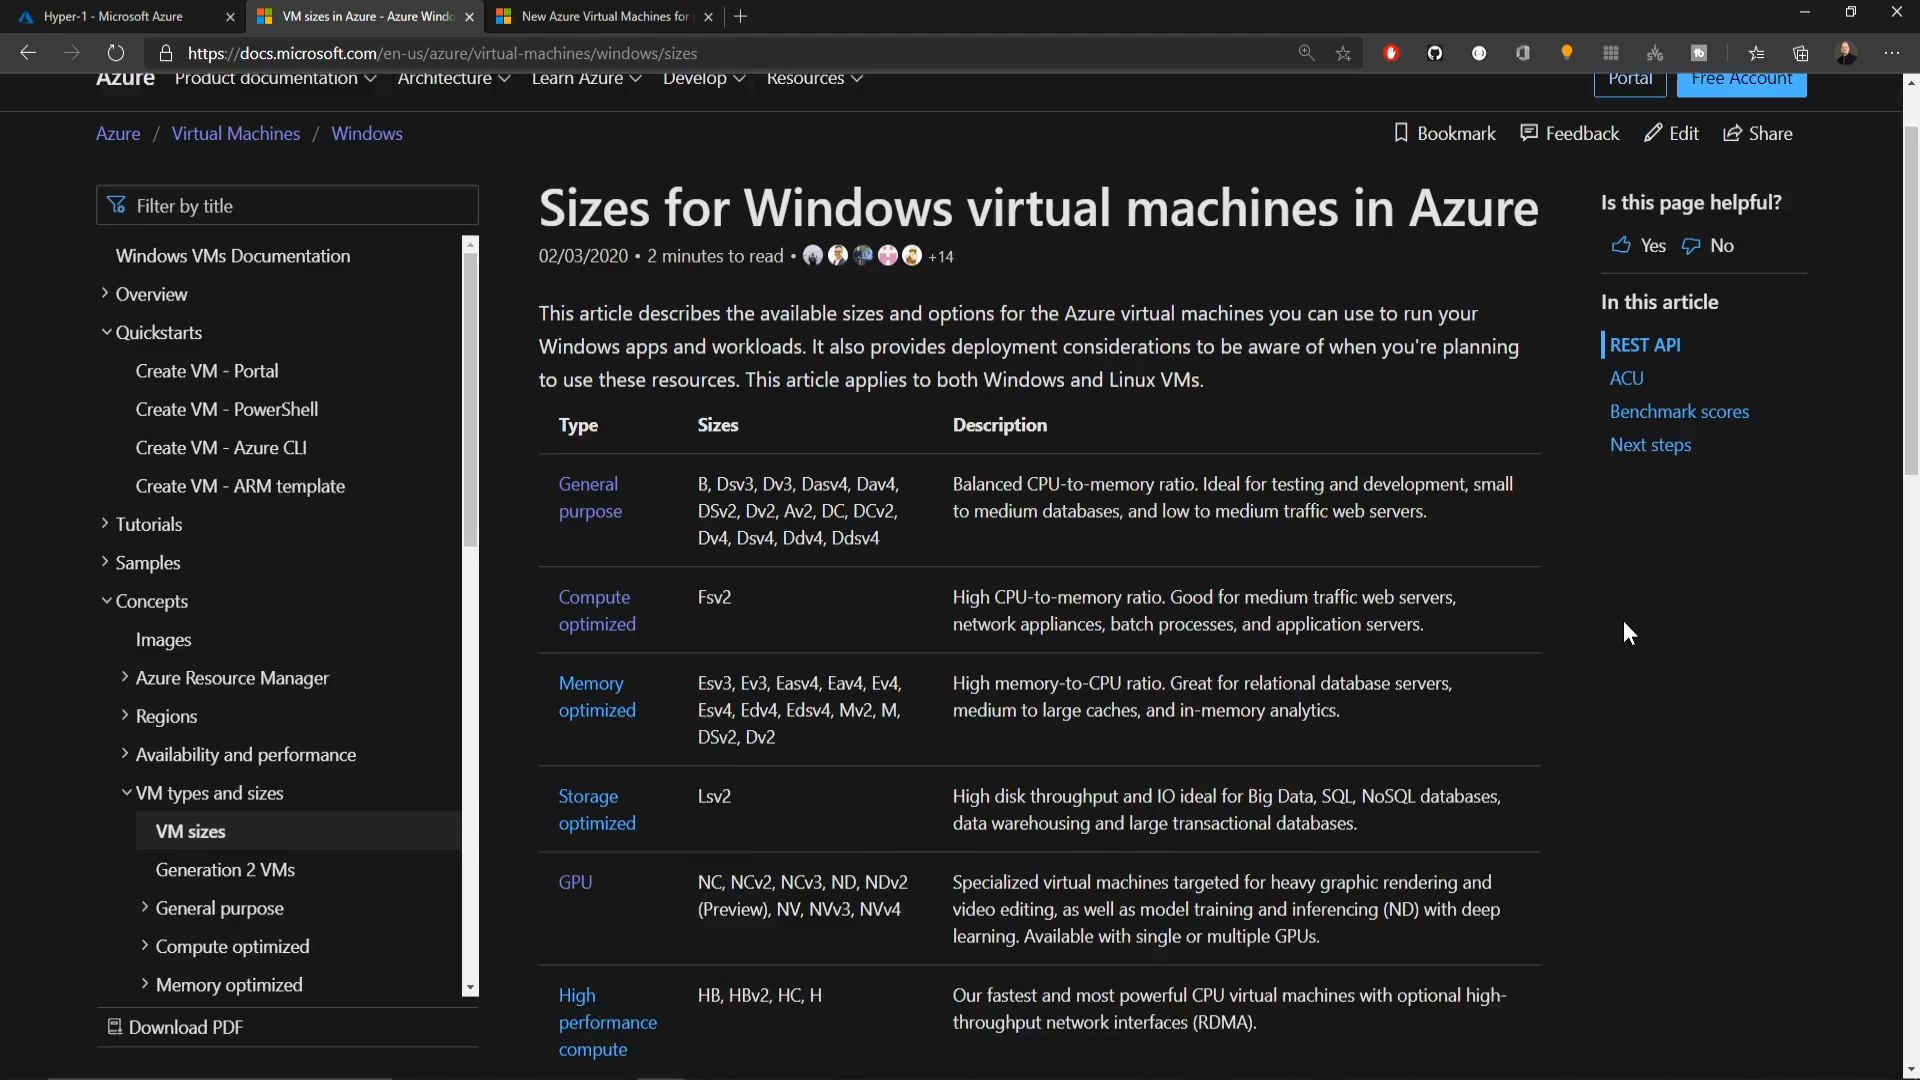 Hyper-1 - Microsoft Azure
VM sizes in Azure - Azure Windo
New Azure Virtual Machines for
https://docs.microsoft.com/en-us/azure/virtual-machines/windows/sizes
Azure Product documentation Architecture Learn Azure Develop Resources
Portal Free Account
Azure / Virtual Machines / Windows
Bookmark Feedback Edit Share
Filter by title
Windows VMs Documentation
Overview
Quickstarts
Create VM - Portal
Create VM - PowerShell
Create VM - Azure CLI
Create VM - ARM template
Tutorials
Samples
Concepts
Images
Azure Resource Manager
Regions
Availability and performance
VM types and sizes
VM sizes
Generation 2 VMs
General purpose
Compute optimized
Memory optimized
Download PDF
Sizes for Windows virtual machines in Azure
02/03/2020 • 2 minutes to read • +14
This article describes the available sizes and options for the Azure virtual machines you can use to run your
Windows apps and workloads. It also provides deployment considerations to be aware of when you're planning
to use these resources. This article applies to both Windows and Linux VMs.
Type Sizes Description
General B, Dsv3, Dv3, Dasv4, Dav4, Balanced CPU-to-memory ratio. Ideal for testing and development, small
purpose DSv2, Dv2, Av2, DC, DCv2, to medium databases, and low to medium traffic web servers.
Dv4, Dsv4, Ddv4, Ddsv4
Compute Fsv2 High CPU-to-memory ratio. Good for medium traffic web servers,
optimized network appliances, batch processes, and application servers.
Memory Esv3, Ev3, Easv4, Eav4, Ev4, High memory-to-CPU ratio. Great for relational database servers,
optimized Esv4, Edv4, Edsv4, Mv2, M, medium to large caches, and in-memory analytics.
DSv2, Dv2
Storage Lsv2 High disk throughput and IO ideal for Big Data, SQL, NoSQL databases,
optimized data warehousing and large transactional databases.
GPU NC, NCv2, NCv3, ND, NDv2 Specialized virtual machines targeted for heavy graphic rendering and
(Preview), NV, NVv3, NVv4 video editing, as well as model training and inferencing (ND) with deep
learning. Available with single or multiple GPUs.
High HB, HBv2, HC, H Our fastest and most powerful CPU virtual machines with optional high-
performance throughput network interfaces (RDMA).
compute
Is this page helpful?
Yes No
In this article
REST API
ACU
Benchmark scores
Next steps